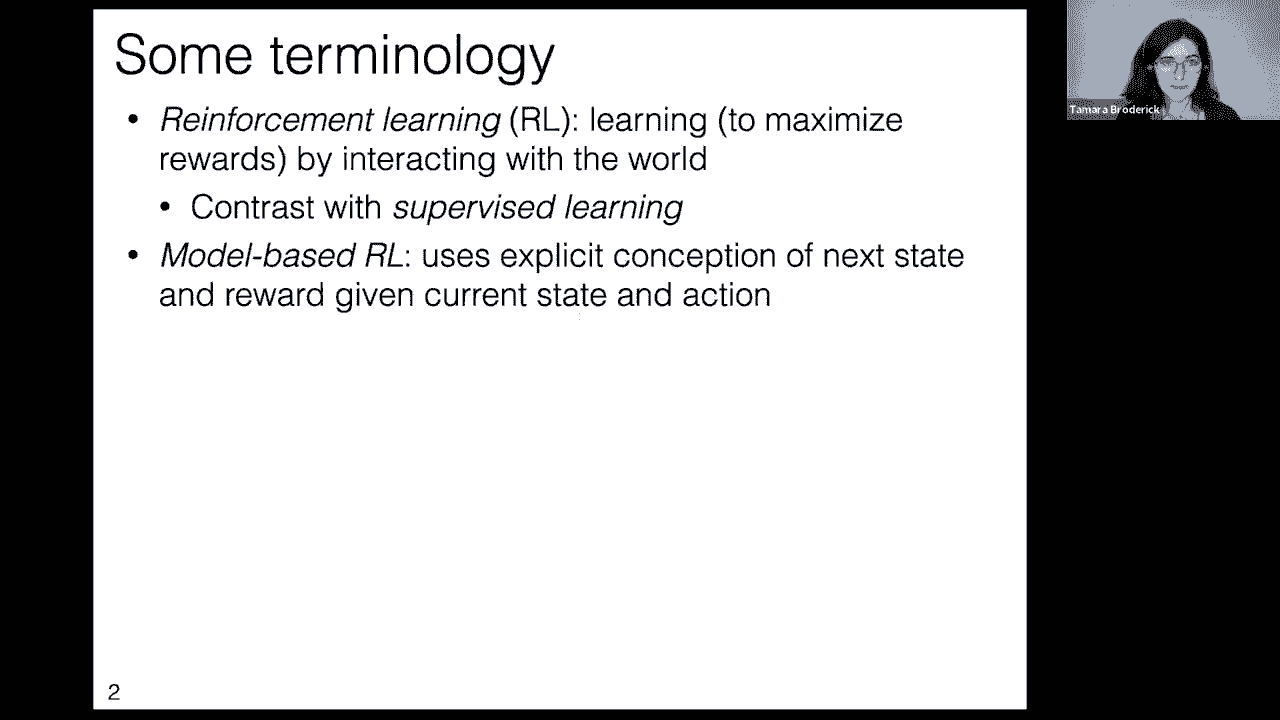 Some terminology
• Reinforcement learning (RL): learning (to maximize
rewards) by interacting with the world
• Contrast with supervised learning
• Model-based RL: uses explicit conception of next state
and reward given current state and action
2
Tamara Broderick